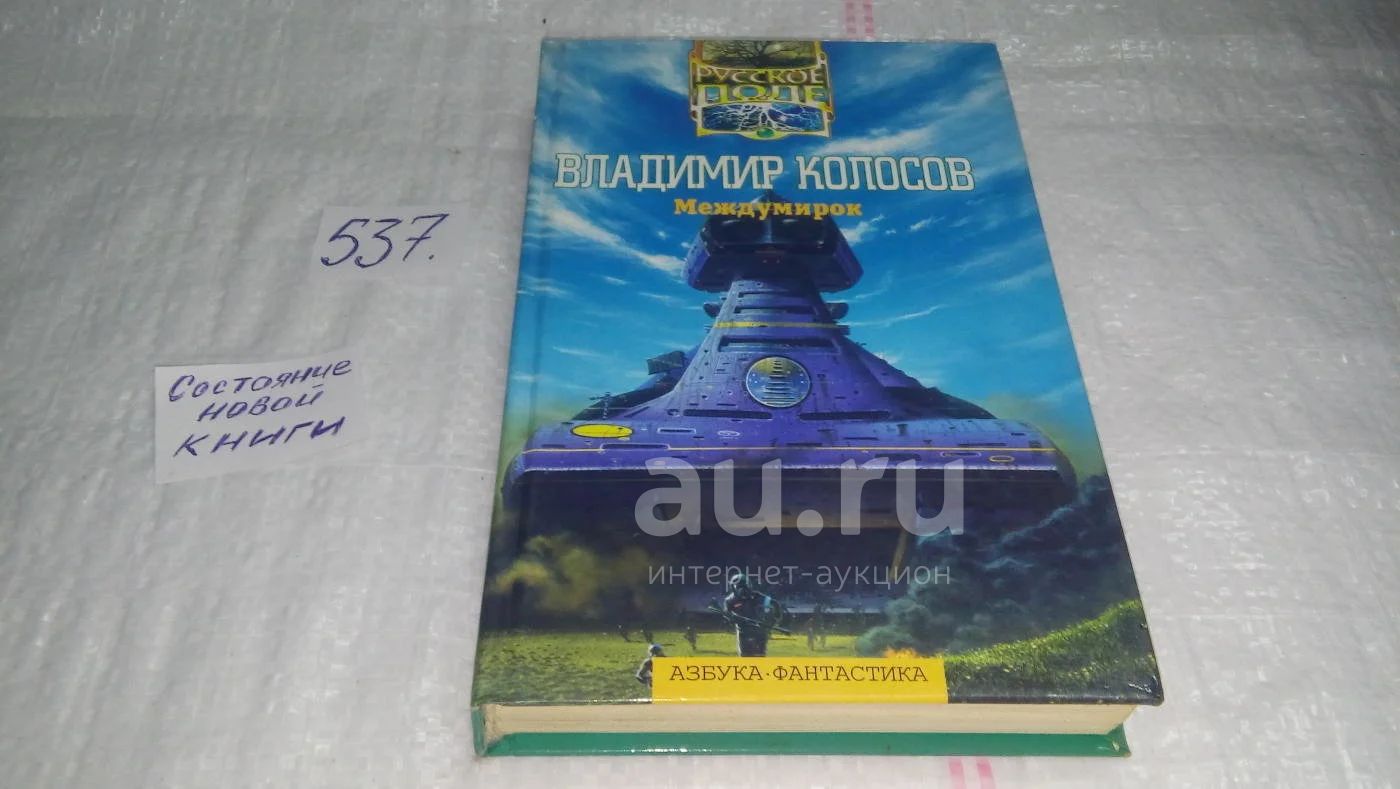 РУССКОЕ
ПОЛЕ
ВЛАДИМИР КОЛОСОВ
Междумирок
537.
Состояние
новой
книги
au.ru
интернет-аукцион
АЗБУКА·ФАНТАСТИКА